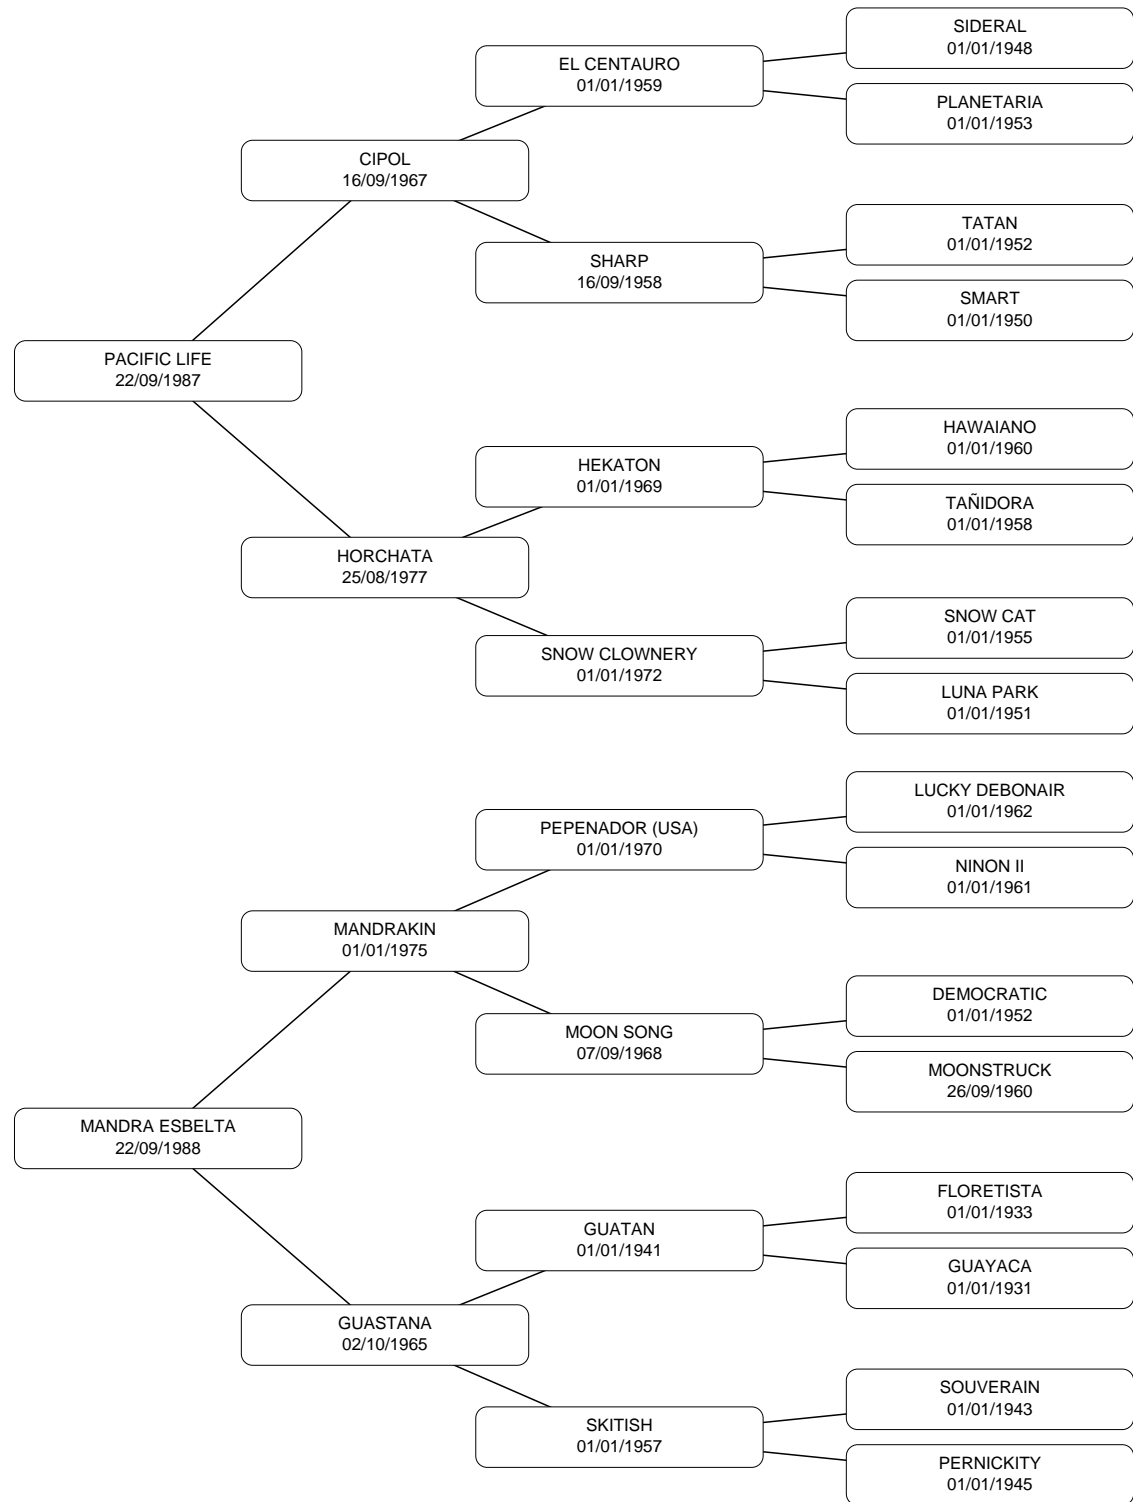 SIDERAL
01/01/1948
EL CENTAURO
01/01/1959
PLANETARIA
01/01/1953
CIPOL
16/09/1967
TATAN
01/01/1952
SHARP
16/09/1958
SMART
01/01/1950
PACIFIC LIFE
22/09/1987
HAWAIANO
01/01/1960
HEKATON
01/01/1969
TAÑIDORA
01/01/1958
HORCHATA
25/08/1977
SNOW CAT
01/01/1955
SNOW CLOWNERY
01/01/1972
LUNA PARK
01/01/1951
LUCKY DEBONAIR
01/01/1962
PEPENADOR (USA)
01/01/1970
NINON II
01/01/1961
MANDRAKIN
01/01/1975
DEMOCRATIC
01/01/1952
MOON SONG
07/09/1968
MOONSTRUCK
26/09/1960
MANDRA ESBELTA
22/09/1988
FLORETISTA
01/01/1933
GUATAN
01/01/1941
GUAYACA
01/01/1931
GUASTANA
02/10/1965
SOUVERAIN
01/01/1943
SKITISH
01/01/1957
PERNICKITY
01/01/1945